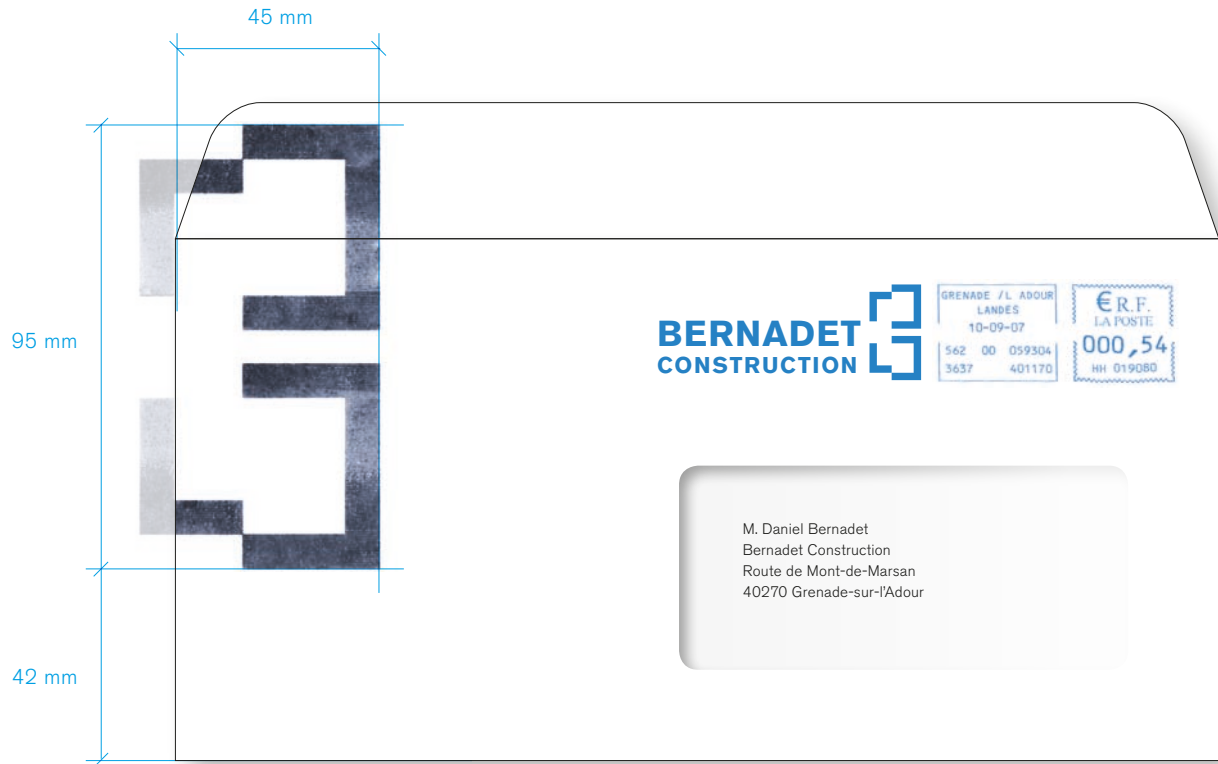 45 mm
95 mm
42 mm
BERNADET
CONSTRUCTION
GRENADE /L ADOUR
LANDES
10-09-07
562 00 059304
3637 401170
€ R.F.
LA POSTE
000,54
HH 019080
M. Daniel Bernadet
Bernadet Construction
Route de Mont-de-Marsan
40270 Grenade-sur-l'Adour